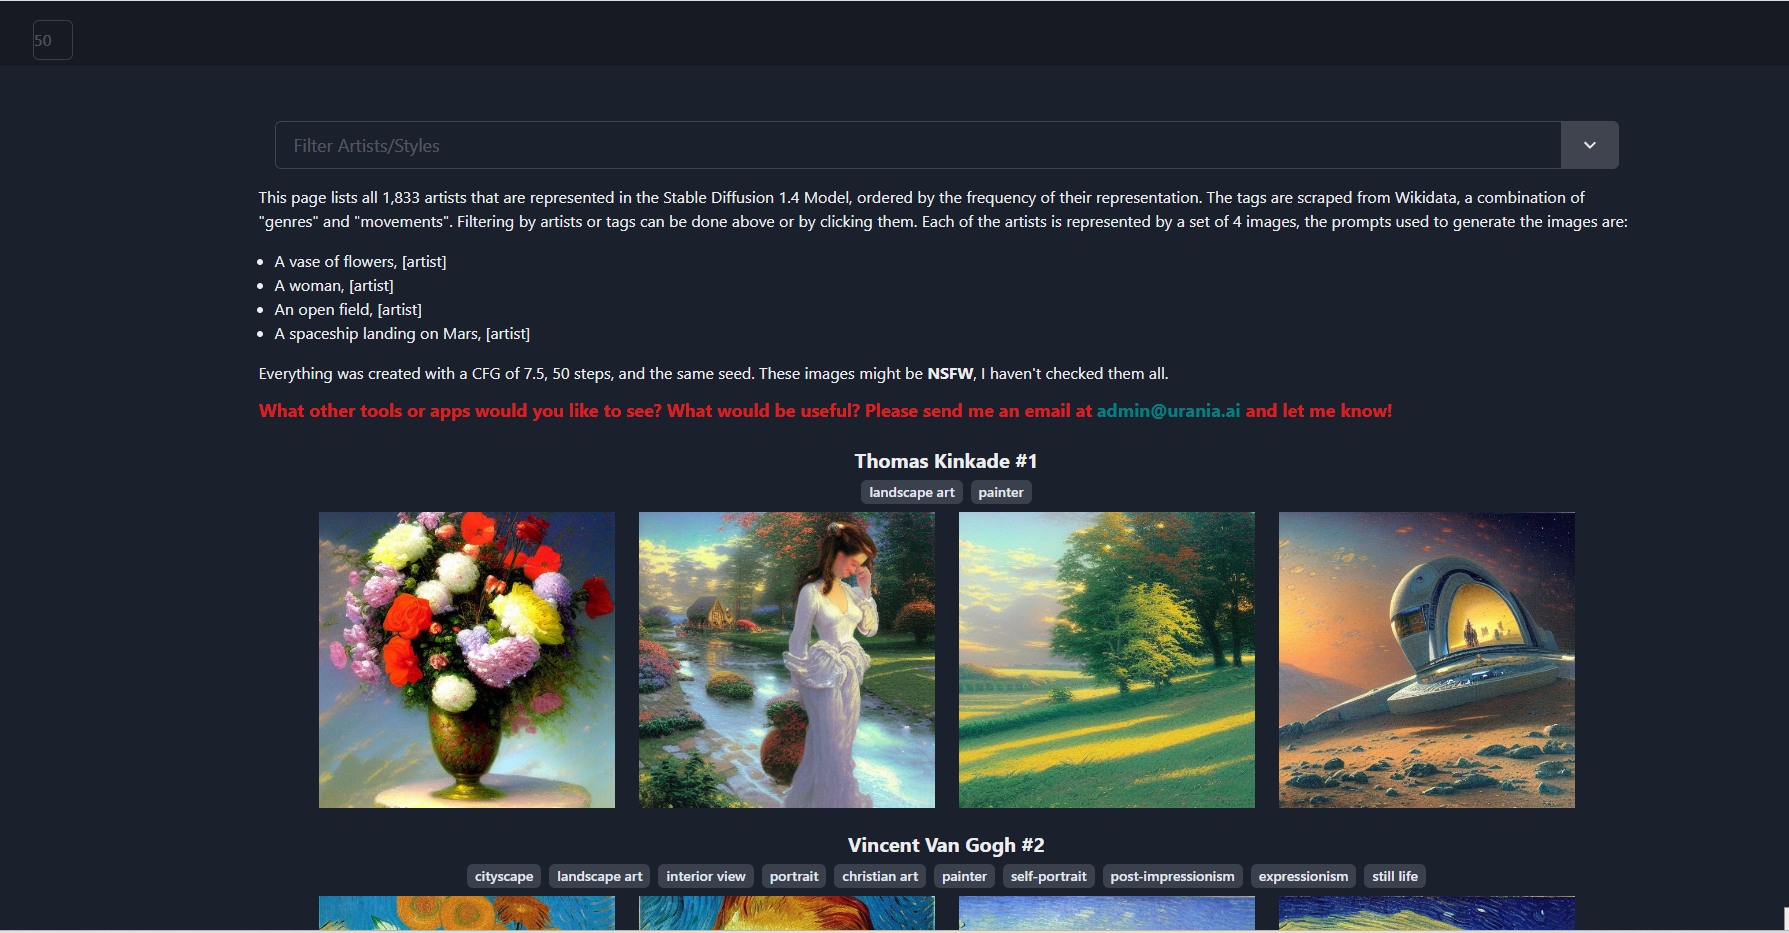 50
Filter Artists/Styles
This page lists all 1,833 artists that are represented in the Stable Diffusion 1.4 Model, ordered by the frequency of their representation. The tags are scraped from Wikidata, a combination of
"genres" and "movements". Filtering by artists or tags can be done above or by clicking them. Each of the artists is represented by a set of 4 images, the prompts used to generate the images are:
• A vase of flowers, [artist]
• A woman, [artist]
• An open field, [artist]
• A spaceship landing on Mars, [artist]
Everything was created with a CFG of 7.5, 50 steps, and the same seed. These images might be NSFW, I haven't checked them all.
What other tools or apps would you like to see? What would be useful? Please send me an email at admin@urania.ai and let me know!
Thomas Kinkade #1
landscape art painter
Vincent Van Gogh #2
cityscape landscape art interior view portrait christian art painter self-portrait post-impressionism expressionism still life